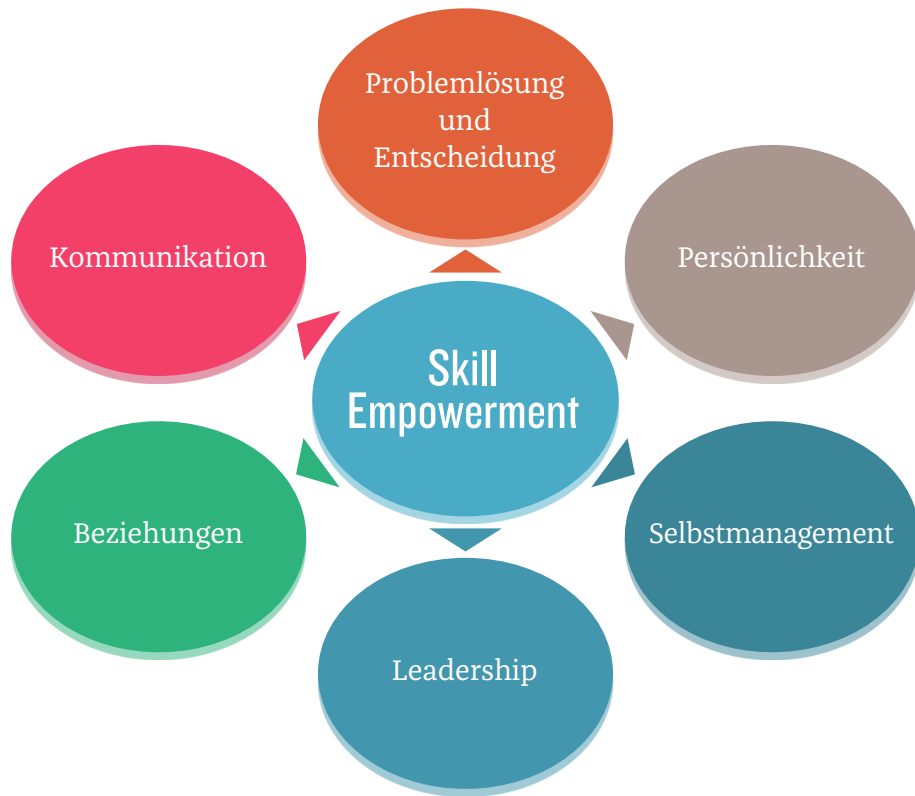 Problemlösung
und
Entscheidung
Kommunikation
Persönlichkeit
Skill
Empowerment
Beziehungen
Selbstmanagement
Leadership